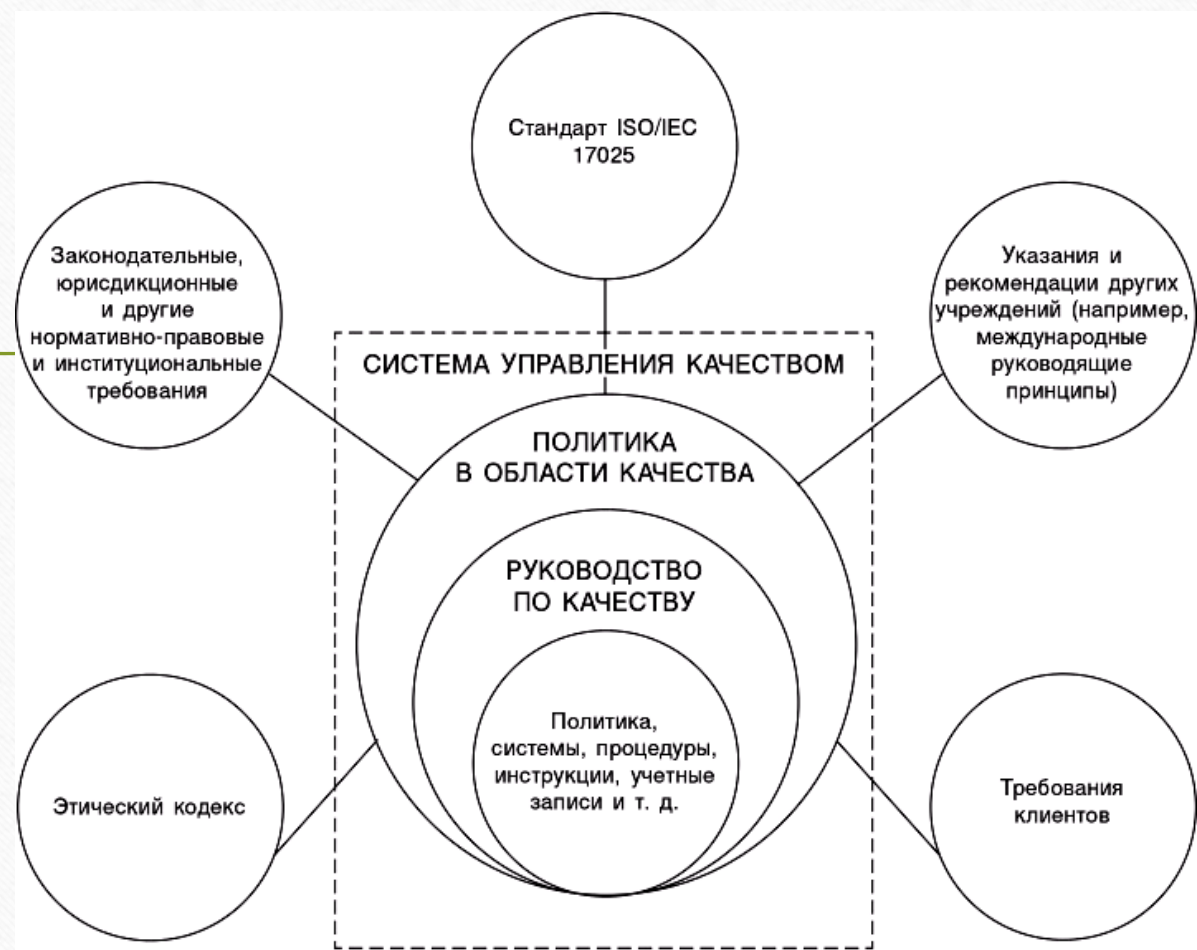 Стандарт ISO/IEC
17025
Законодательные,
юрисдикционные
и другие
нормативно-правовые
и институциональные
требования
Указания и
рекомендации других
учреждений (например,
международные
руководящие
принципы)
СИСТЕМА УПРАВЛЕНИЯ КАЧЕСТВОМ
ПОЛИТИКА
В ОБЛАСТИ КАЧЕСТВА
РУКОВОДСТВО
ПО КАЧЕСТВУ
Политика,
системы, процедуры,
инструкции, учетные
записи и т. д.
Этический кодекс
Требования
клиентов